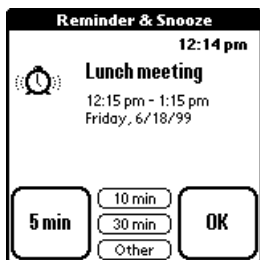 Reminder & Snooze
12:14 pm
Lunch meeting
12:15 pm - 1:15 pm
Friday, 6/18/99
10 min
5 min
30 min
OK
Other